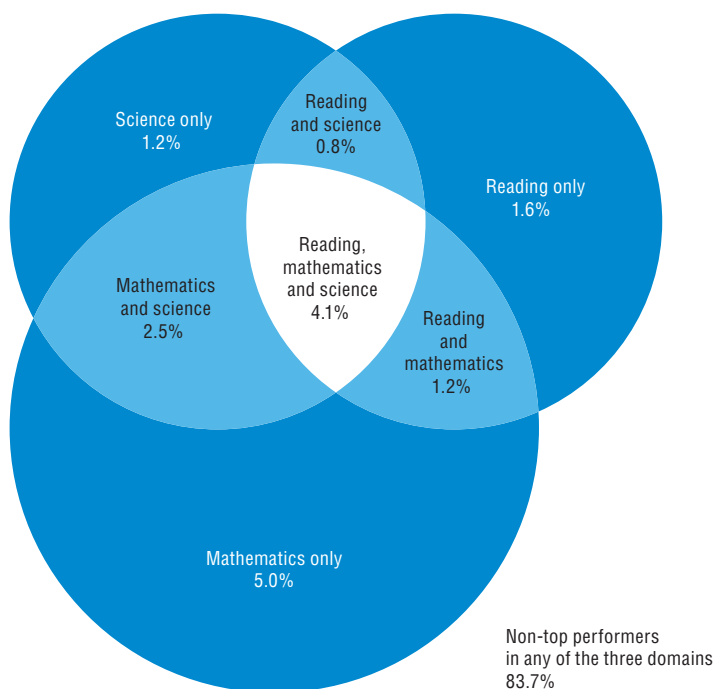 Reading
and science
0.8%
Science only
1.2%
Reading only
1.6%
Reading,
mathematics
and science
4.1%
Mathematics
and science
2.5%
Reading
and
mathematics
1.2%
Mathematics only
5.0%
Non-top performers
in any of the three domains
83.7%